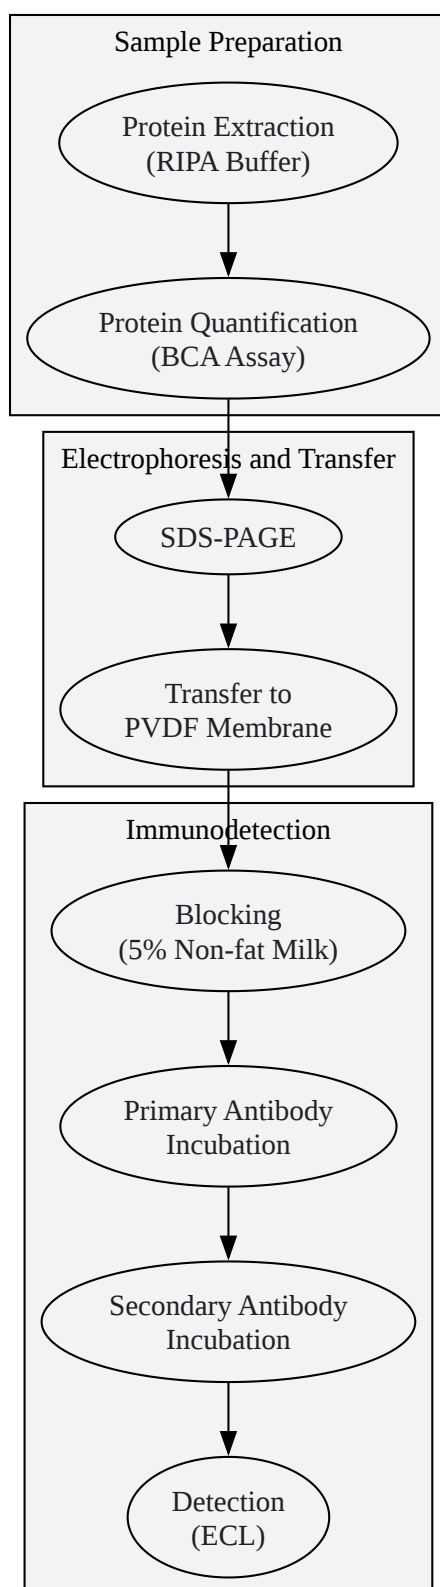 Sample Preparation
Protein Extraction
(RIPA Buffer)
Protein Quantification
(BCA Assay)
Electrophoresis and Transfer
SDS-PAGE
Transfer to
PVDF Membrane
Immunodetection
Blocking
(5% Non-fat Milk)
Primary Antibody
Incubation
Secondary Antibody
Incubation
Detection
(ECL)